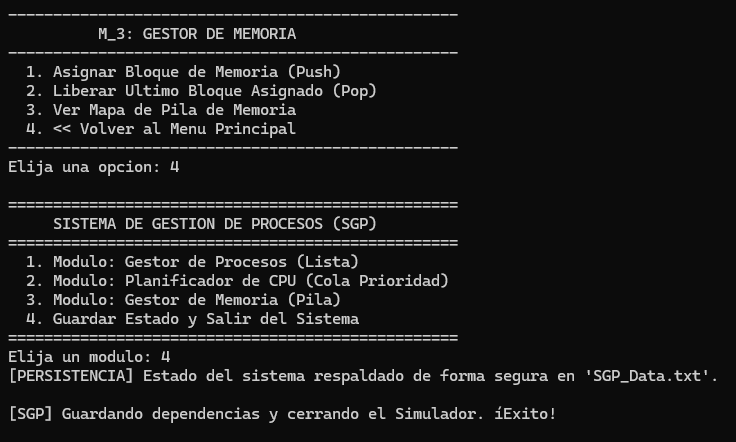 --------------------------------------------------
          M_3: GESTOR DE MEMORIA
--------------------------------------------------
  1. Asignar Bloque de Memoria (Push)
  2. Liberar Ultimo Bloque Asignado (Pop)
  3. Ver Mapa de Pila de Memoria
  4. << Volver al Menu Principal
--------------------------------------------------
Elija una opcion: 4

==================================================
     SISTEMA DE GESTION DE PROCESOS (SGP)
==================================================
  1. Modulo: Gestor de Procesos (Lista)
  2. Modulo: Planificador de CPU (Cola Prioridad)
  3. Modulo: Gestor de Memoria (Pila)
  4. Guardar Estado y Salir del Sistema
==================================================
Elija un modulo: 4
[PERSISTENCIA] Estado del sistema respaldado de forma segura en 'SGP_Data.txt'.

[SGP] Guardando dependencias y cerrando el Simulador. íExito!